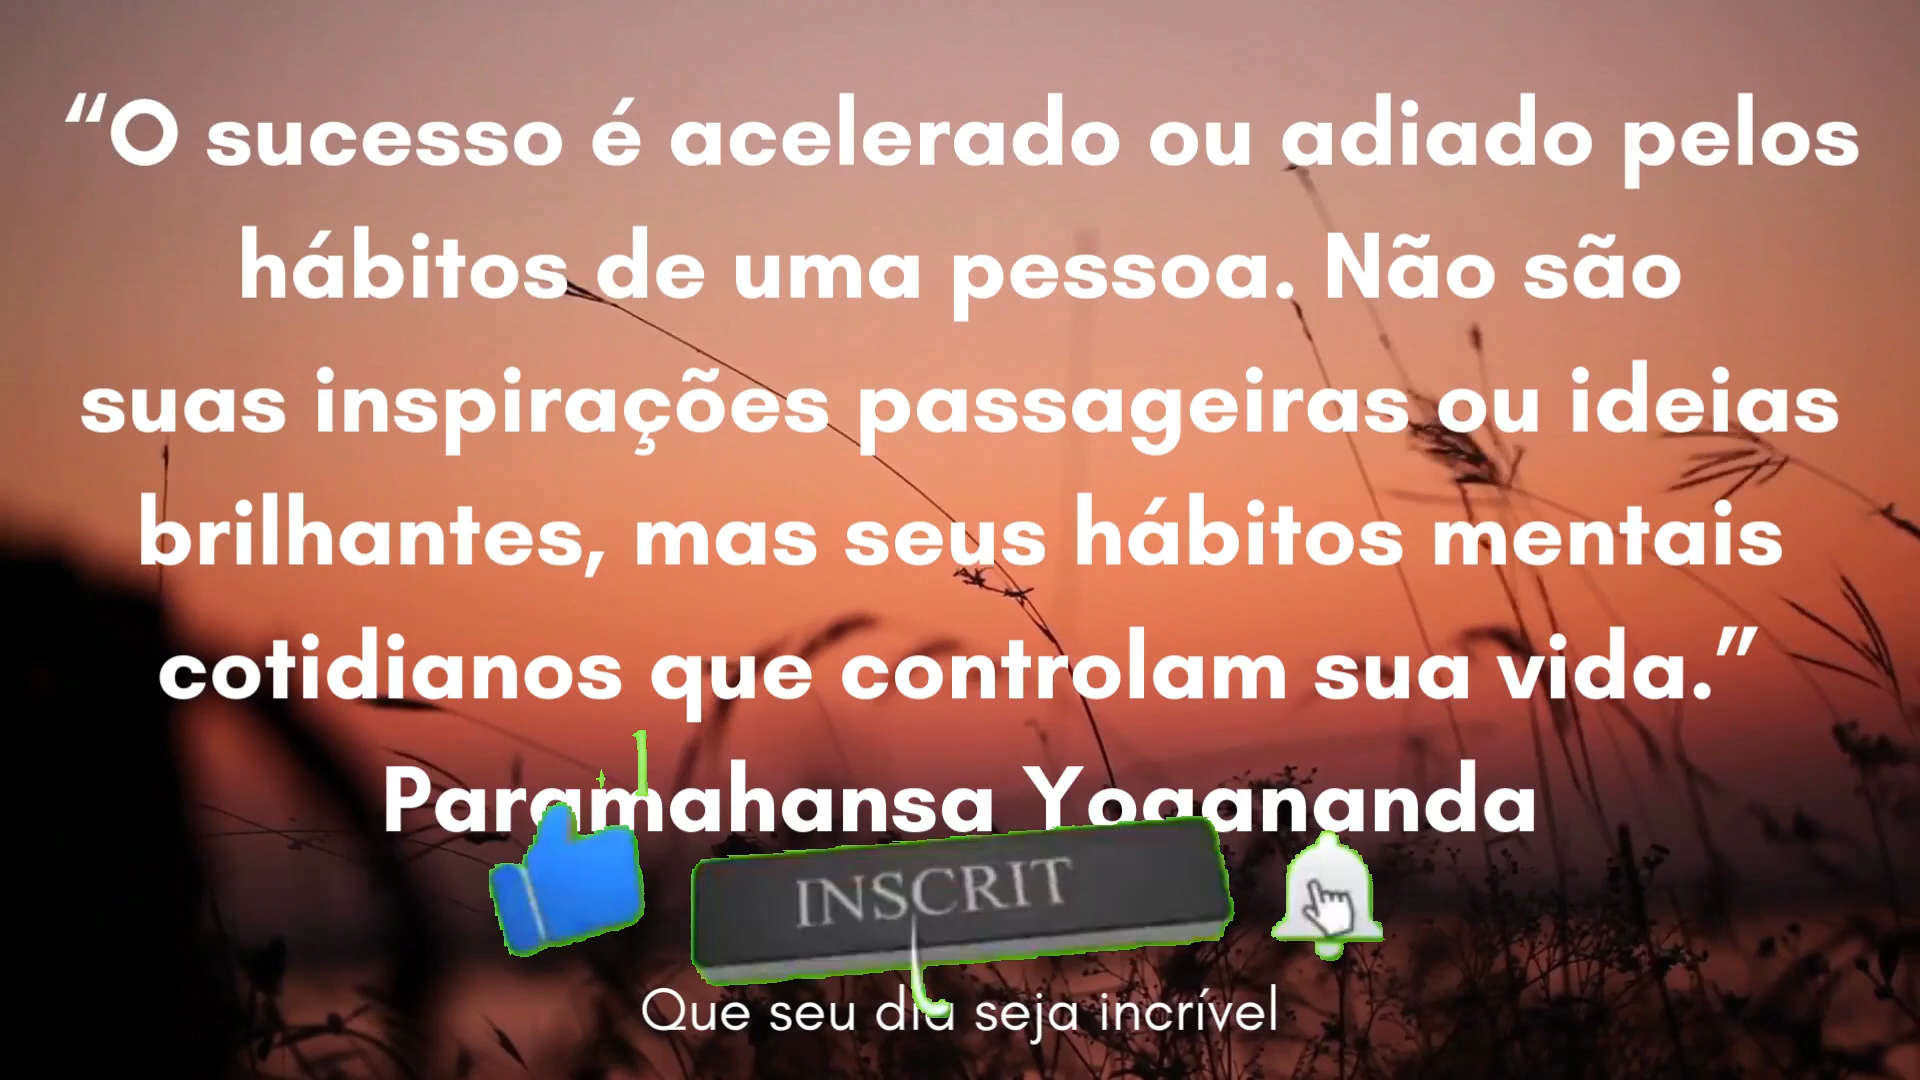 “O sucesso é acelerado ou adiado pelos
hábitos de uma pessoa. Não são
suas inspirações passageiras ou ideias
brilhantes, mas seus hábitos mentais
cotidianos que controlam sua vida.”
Paramahansa Yogananda
INSCRIT
Que seu dia seja incrível